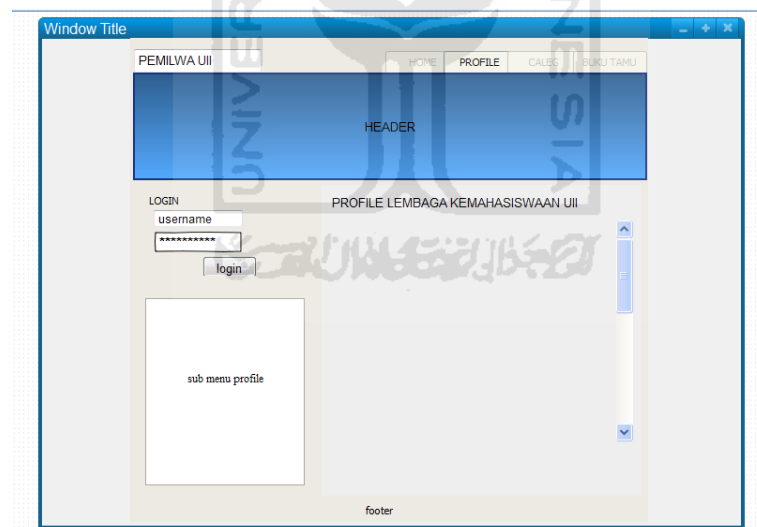 Window Title
PEMILWA UII
HOME PROFILE CALEG BUKU TAMU
HEADER
LOGIN
username
**********
login
PROFILE LEMBAGA KEMAHASISWAAN UII
sub menu profile
footer